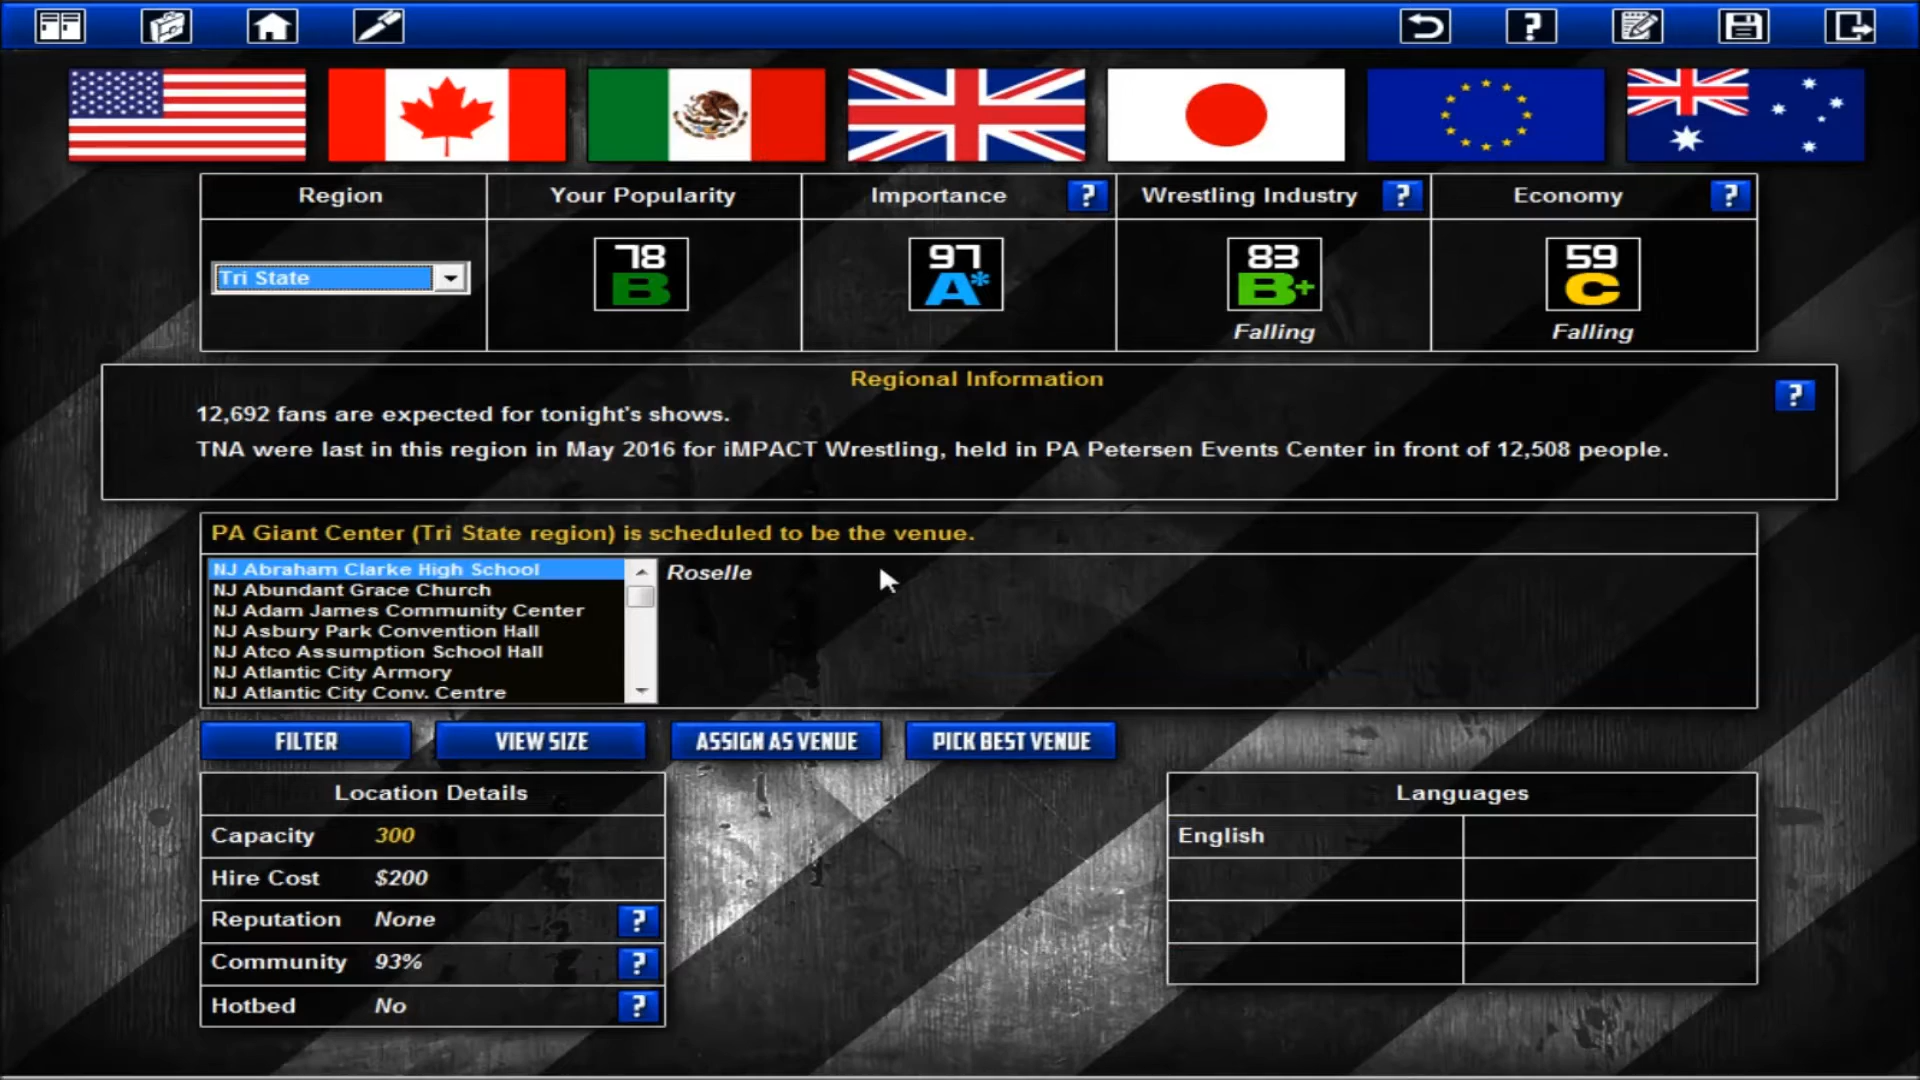 Region
Your Popularity
Importance
?
Wrestling Industry
?
Economy
?
Tri State
78
B
97
A*
83
B+
Falling
59
C
Falling
Regional Information
?
12,692 fans are expected for tonight's shows.
TNA were last in this region in May 2016 for iMPACT Wrestling, held in PA Petersen Events Center in front of 12,508 people.
PA Giant Center (Tri State region) is scheduled to be the venue.
NJ Abraham Clarke High School
NJ Abundant Grace Church
NJ Adam James Community Center
NJ Asbury Park Convention Hall
NJ Atco Assumption School Hall
NJ Atlantic City Armory
NJ Atlantic City Conv. Centre
Roselle
FILTER
VIEW SIZE
ASSIGN AS VENUE
PICK BEST VENUE
Location Details
Capacity 300
Hire Cost $200
Reputation None ?
Community 93% ?
Hotbed No ?
Languages
English